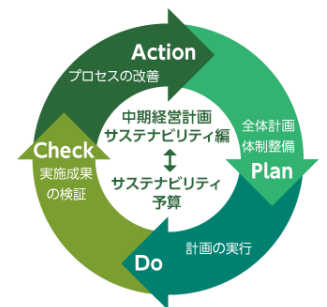 Action
プロセスの改善
中期経営計画
サステナビリティ編
サステナビリティ
予算
全体計画
体制整備
Plan
計画の実行
Do
Check
実施成果
の検証